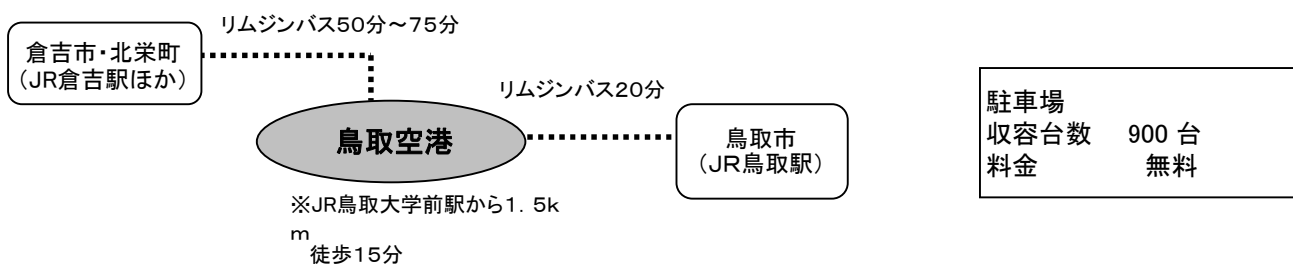 リムジンバス50分～75分
倉吉市・北栄町
（JR倉吉駅ほか）
リムジンバス20分
鳥取空港
鳥取市
（JR鳥取駅）
※JR鳥取大学前駅から1．5k
m
徒歩15分
駐車場
収容台数 900 台
料金 無料